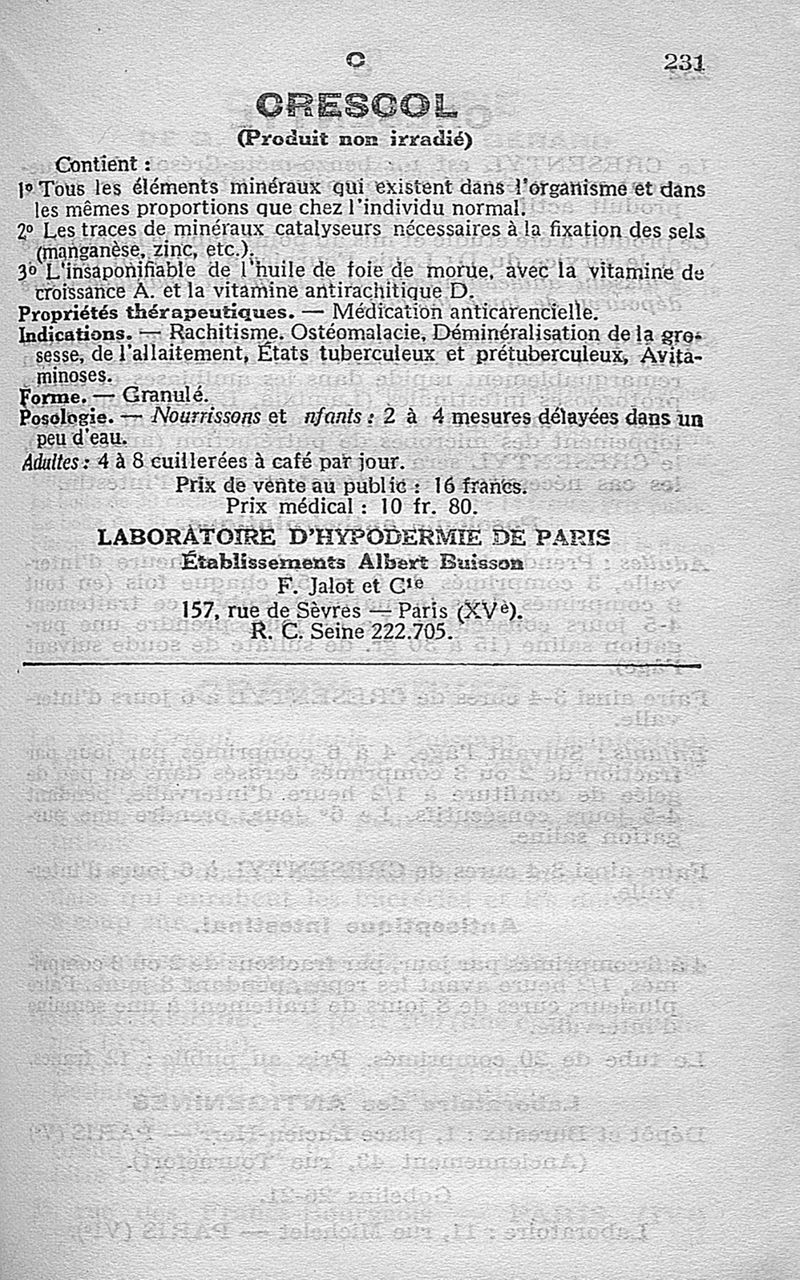 C 231
CRESCOL
(Produit non irradié)
Contient :
1º Tous les éléments minéraux qui existent dans l'organisme et dans
les mêmes proportions que chez l'individu normal.
2º Les traces de minéraux catalyseurs nécessaires à la fixation des sels
(manganèse, zinc, etc.).
3º L'insaponifiable de l'huile de foie de morue, avec la vitamine de
croissance A. et la vitamine antirachitique D.
Propriétés thérapeutiques. — Médication anticarencielle.
Indications. — Rachitisme. Ostéomalacie, Déminéralisation de la gros-
sesse, de l'allaitement, États tuberculeux et prétuberculeux, Avita-
minoses.
Forme. — Granulé.
Posologie. — Nourrissons et nfants : 2 à 4 mesures délayées dans un
peu d'eau.
Adultes : 4 à 8 cuillerées à café par jour.
Prix de vente au public : 16 francs.
Prix médical : 10 fr. 80.
LABORATOIRE D'HYPODERMIE DE PARIS
Établissements Albert Buisson
F. Jalot et Cie
157, rue de Sèvres — Paris (XVe).
R. C. Seine 222.705.